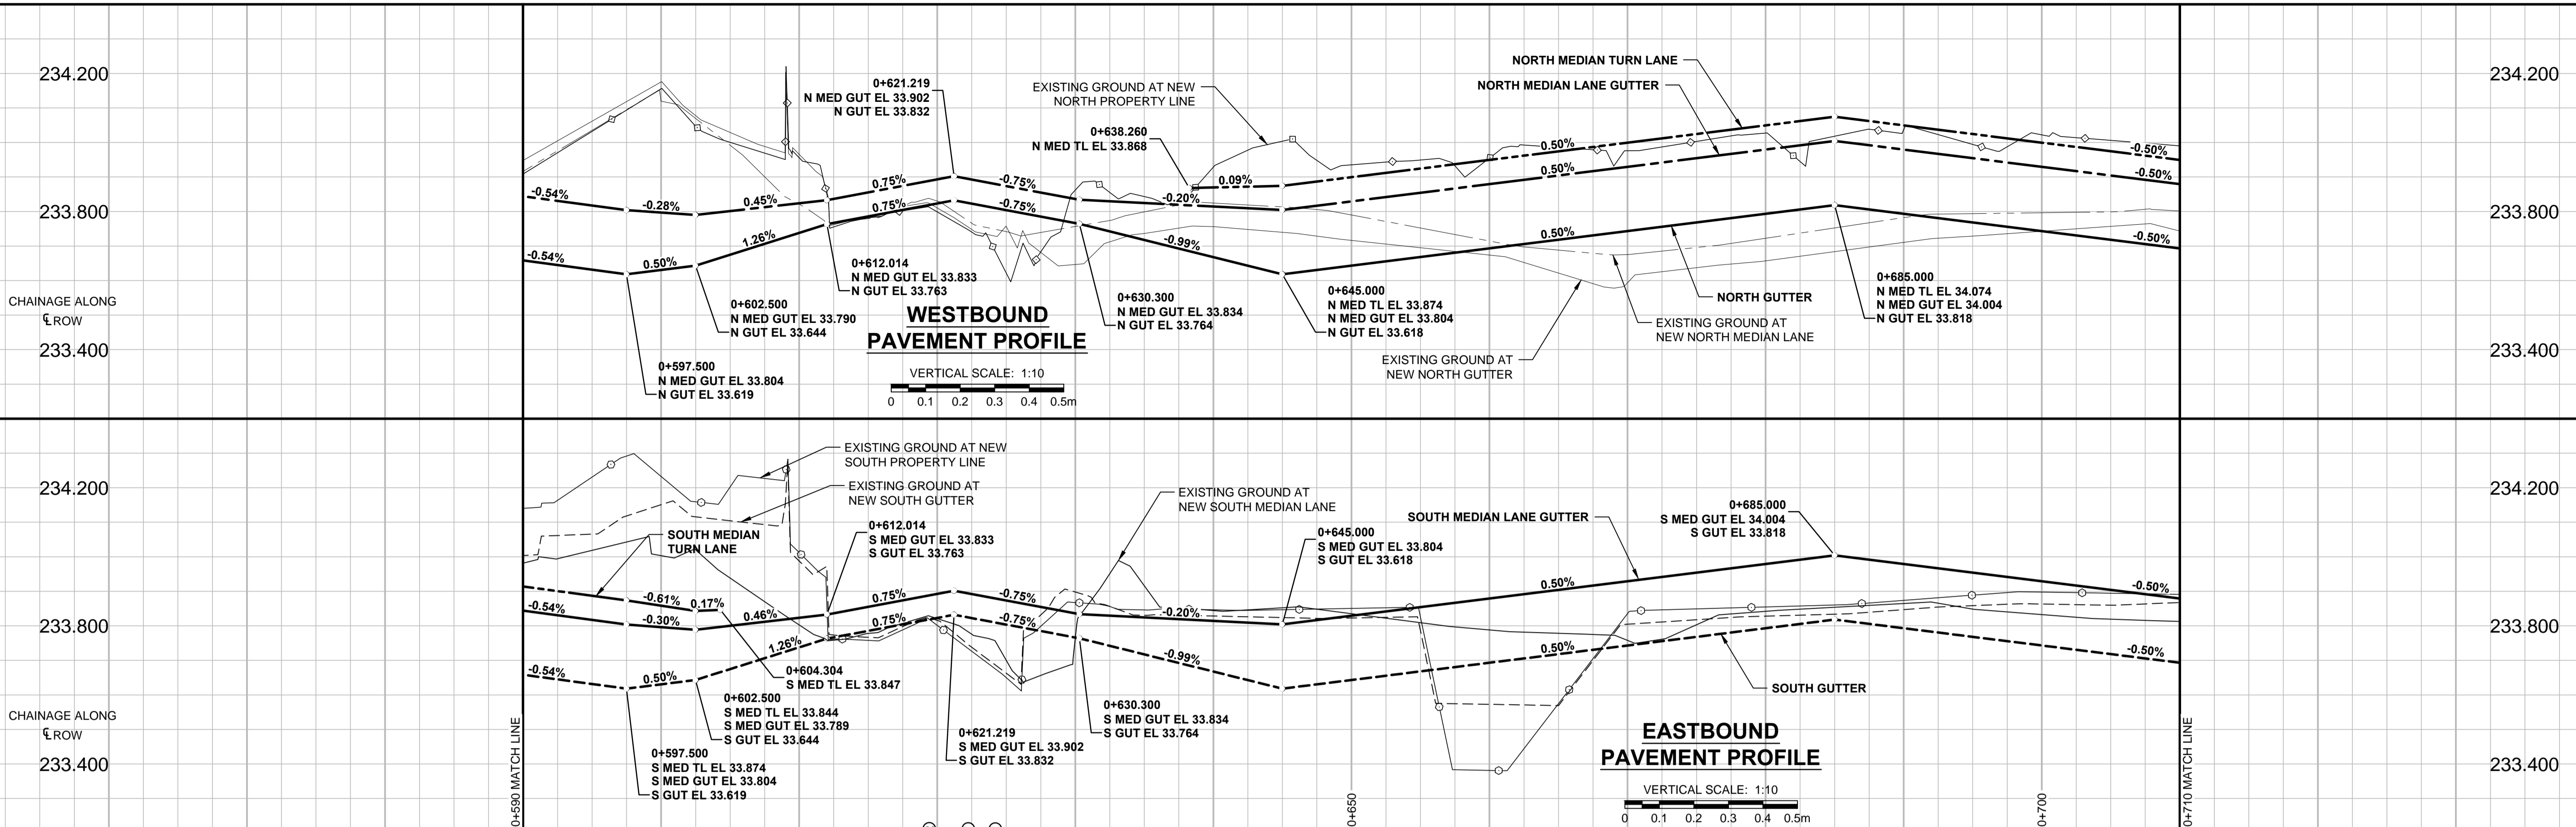 234.200
233.800
233.400
CHAINAGE ALONG
℄ ROW
0+621.219
N MED GUT EL 33.902
N GUT EL 33.832
EXISTING GROUND AT NEW
NORTH PROPERTY LINE
0+638.260
N MED TL EL 33.868
NORTH MEDIAN TURN LANE
NORTH MEDIAN LANE GUTTER
-0.54%
-0.28%
0.45%
0.75%
-0.75%
-0.20%
0.09%
0.50%
0.50%
-0.50%
-0.50%
-0.54%
0.50%
1.26%
0.75%
-0.75%
-0.99%
0.50%
-0.50%
0+597.500
N MED GUT EL 33.804
N GUT EL 33.619
0+602.500
N MED GUT EL 33.790
N GUT EL 33.644
0+612.014
N MED GUT EL 33.833
N GUT EL 33.763
WESTBOUND
PAVEMENT PROFILE
VERTICAL SCALE: 1:10
0 0.1 0.2 0.3 0.4 0.5m
0+630.300
N MED GUT EL 33.834
N GUT EL 33.764
0+645.000
N MED TL EL 33.874
N MED GUT EL 33.804
N GUT EL 33.618
EXISTING GROUND AT
NEW NORTH GUTTER
NORTH GUTTER
EXISTING GROUND AT
NEW NORTH MEDIAN LANE
0+685.000
N MED TL EL 34.074
N MED GUT EL 34.004
N GUT EL 33.818
234.200
233.800
233.400
234.200
233.800
233.400
CHAINAGE ALONG
℄ ROW
EXISTING GROUND AT NEW
SOUTH PROPERTY LINE
EXISTING GROUND AT
NEW SOUTH GUTTER
SOUTH MEDIAN
TURN LANE
0+612.014
S MED GUT EL 33.833
S GUT EL 33.763
EXISTING GROUND AT
NEW SOUTH MEDIAN LANE
0+645.000
S MED GUT EL 33.804
S GUT EL 33.618
SOUTH MEDIAN LANE GUTTER
0+685.000
S MED GUT EL 34.004
S GUT EL 33.818
-0.61%
0.17%
-0.54%
-0.30%
0.46%
0.75%
-0.75%
-0.20%
0.50%
-0.50%
-0.54%
0.50%
1.26%
0.75%
-0.75%
-0.99%
0.50%
-0.50%
0+604.304
S MED TL EL 33.847
0+602.500
S MED TL EL 33.844
S MED GUT EL 33.789
S GUT EL 33.644
0+597.500
S MED TL EL 33.874
S MED GUT EL 33.804
S GUT EL 33.619
0+621.219
S MED GUT EL 33.902
S GUT EL 33.832
0+630.300
S MED GUT EL 33.834
S GUT EL 33.764
SOUTH GUTTER
EASTBOUND
PAVEMENT PROFILE
VERTICAL SCALE: 1:10
0 0.1 0.2 0.3 0.4 0.5m
0+590 MATCH LINE
0+650
0+700
0+710 MATCH LINE
234.200
233.800
233.400